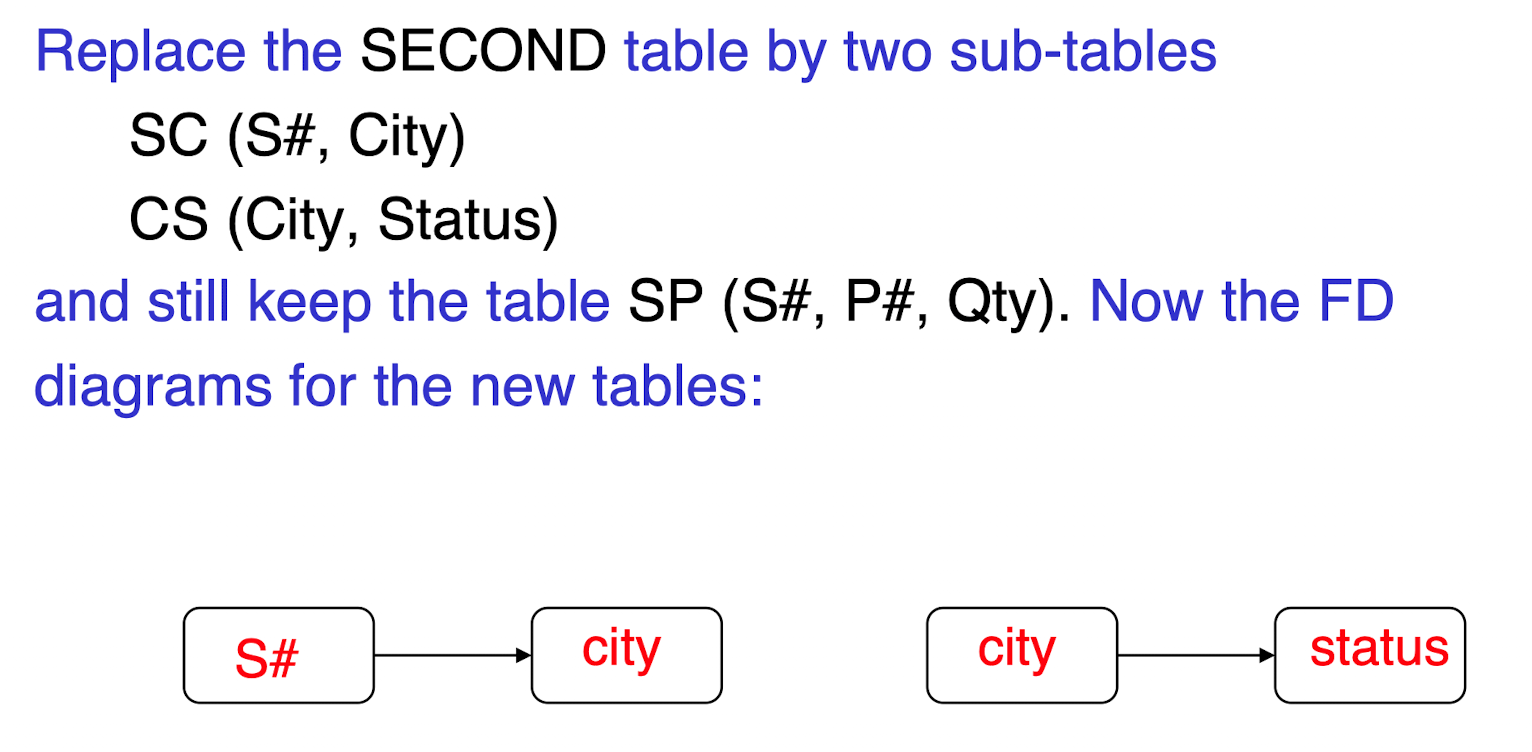 Replace the SECOND table by two sub-tables
SC (S#, City)
CS (City, Status)
and still keep the table SP (S#, P#, Qty). Now the FD
diagrams for the new tables:
S# city city status